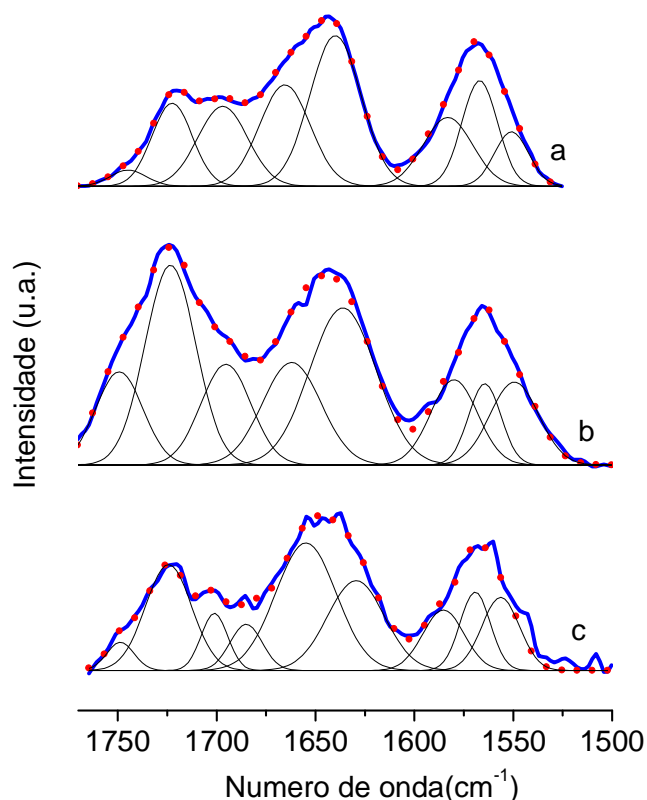 a
b
c
Intensidade (u.a.)
1750 1700 1650 1600 1550 1500
Numero de onda(cm⁻¹)